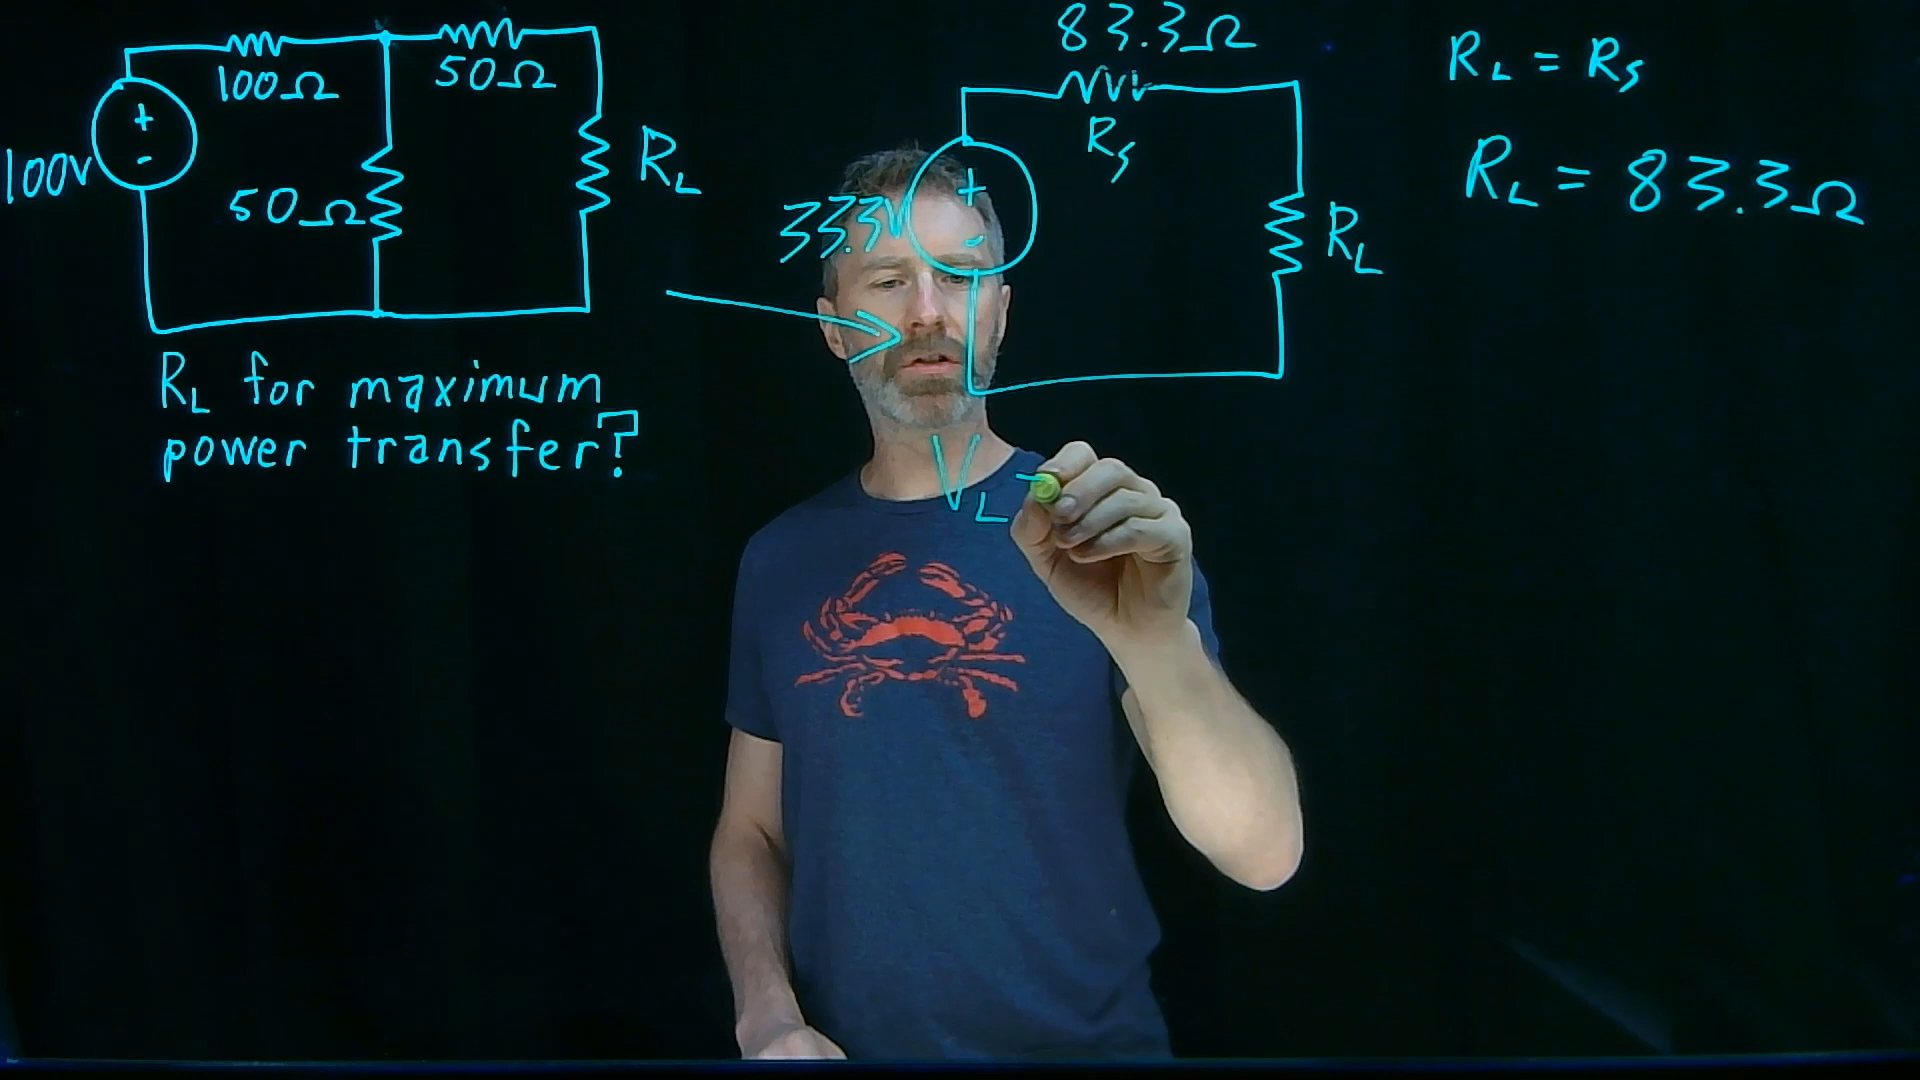 100Ω
50Ω
100V
+
-
50Ω
R_L
R_L for maximum
power transfer?
83.3Ω
R_S
33.3V
+
-
R_L
V_L -
R_L = R_S
R_L = 83.3Ω